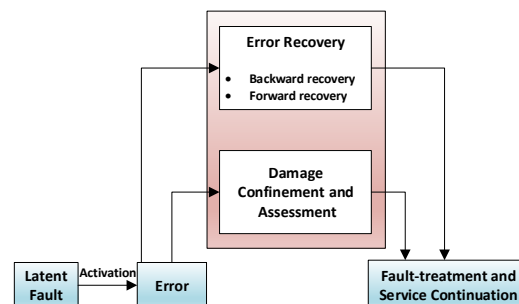 Error Recovery
• Backward recovery
• Forward recovery
Damage
Confinement and
Assessment
Latent
Fault
Activation
Error
Fault-treatment and
Service Continuation